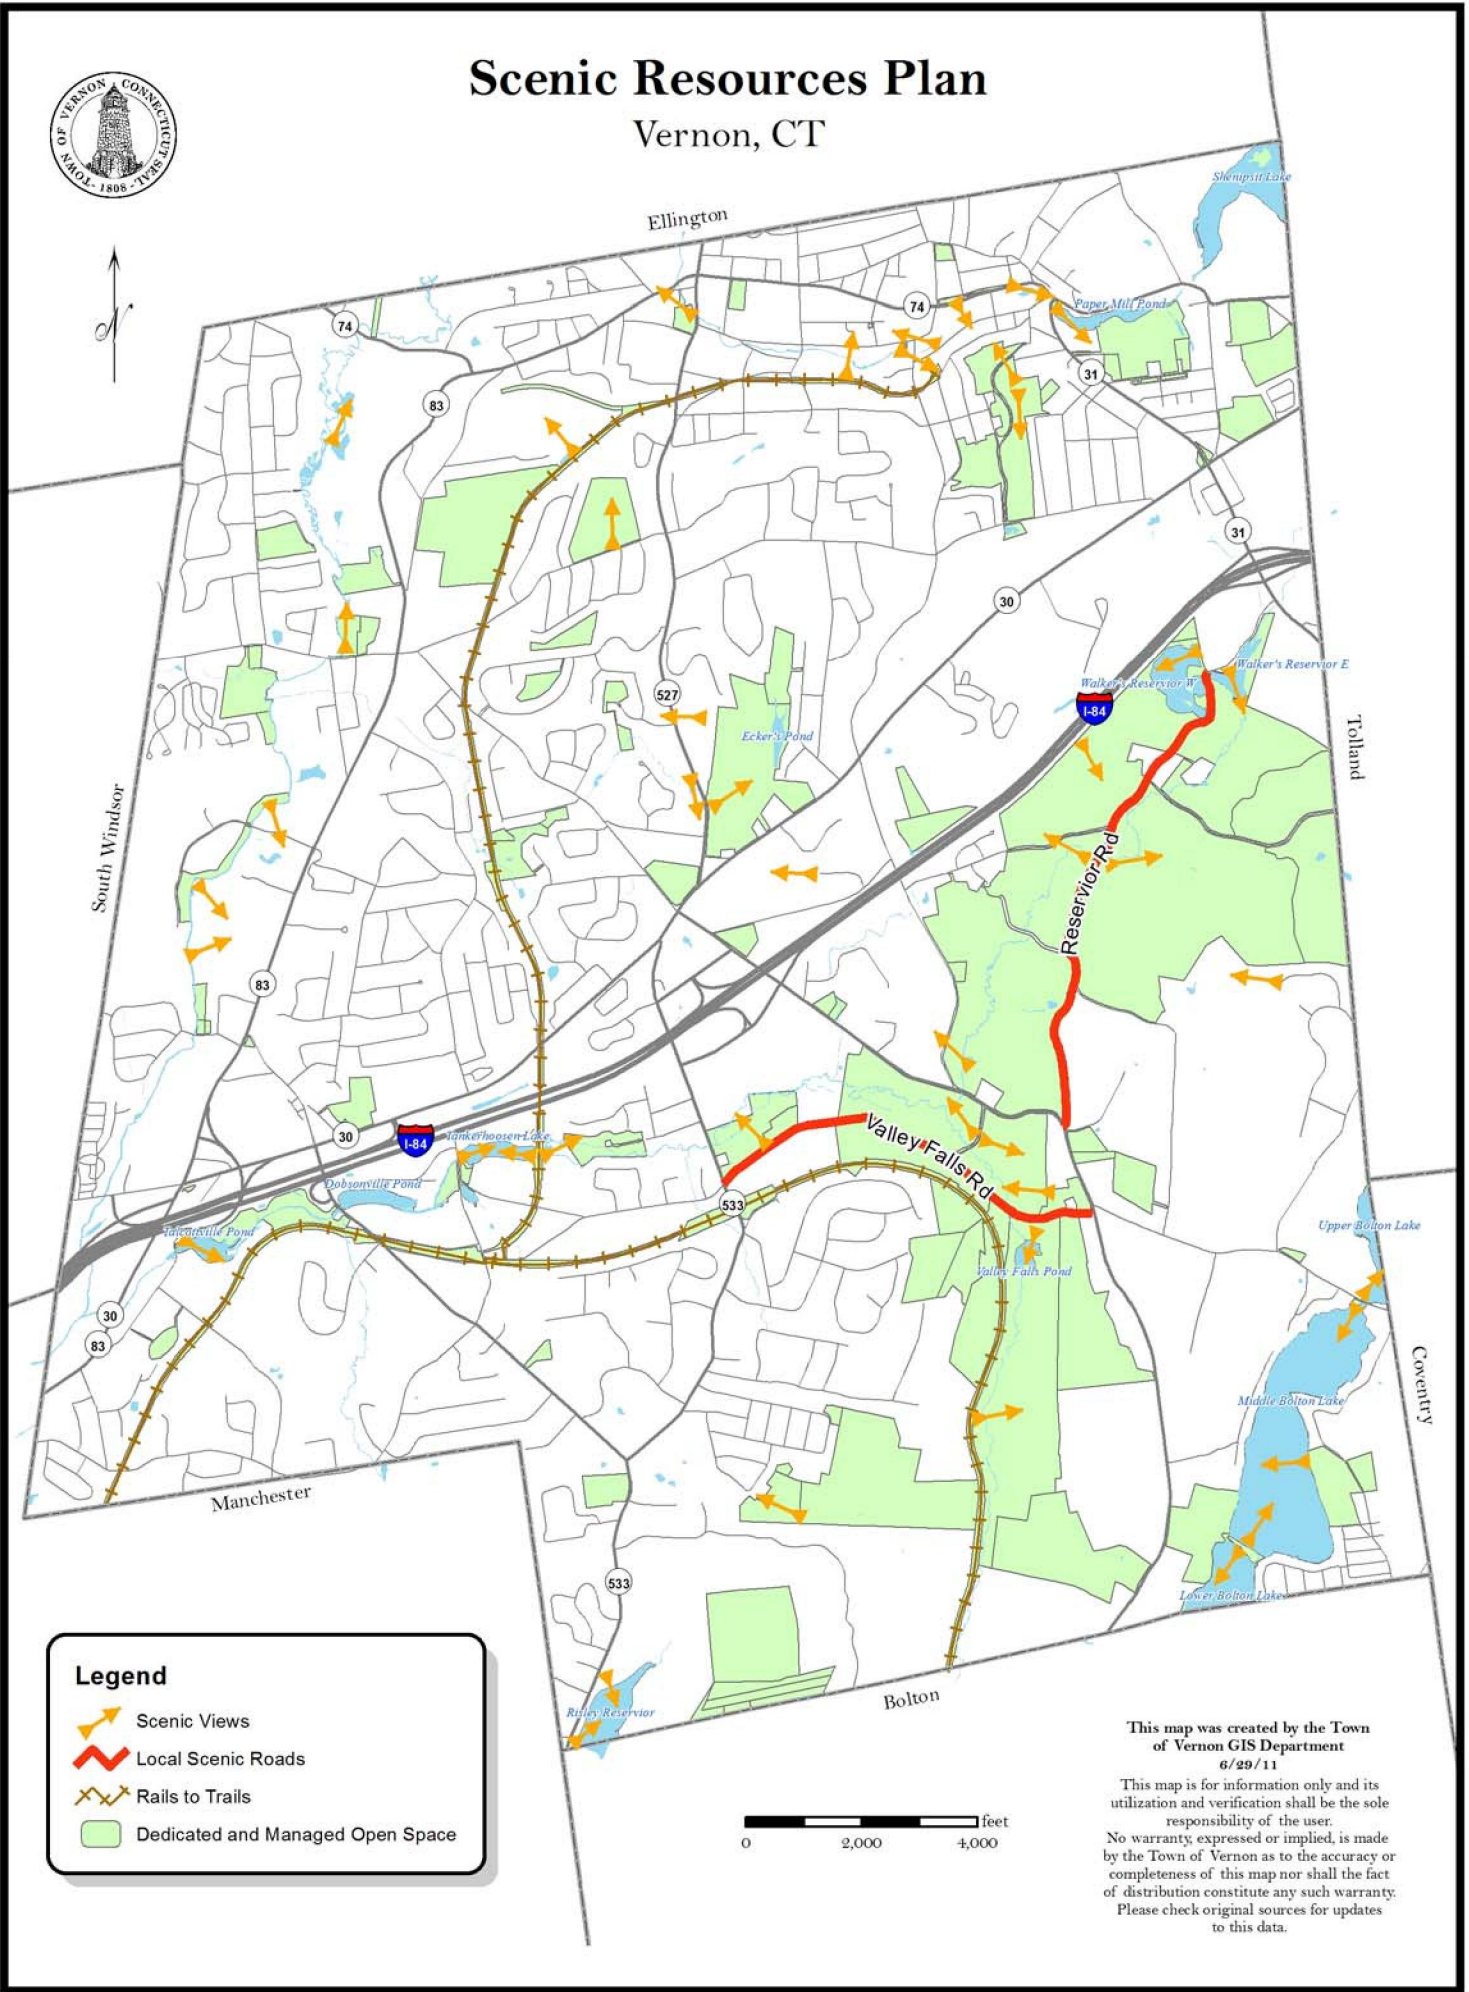 Scenic Resources Plan
Vernon, CT
TOWN OF VERNON CONNECTICUT SEAL
- 1808 -
N
Ellington
Shenipsit Lake
Paper Mill Pond
74
74
31
83
31
30
527
Walker's Reservior E
Walker's Reservior W
I-84
Ecker's Pond
Tolland
South Windsor
Reservior Rd
83
30
I-84
Tankerhoosen Lake
Valley Falls Rd
Dobsonville Pond
533
Talcottville Pond
Upper Bolton Lake
Valley Falls Pond
30
83
Coventry
Middle Bolton Lake
Manchester
533
Lower Bolton Lake
Bolton
Risley Reservior
Legend
Scenic Views
Local Scenic Roads
Rails to Trails
Dedicated and Managed Open Space
feet
0 2,000 4,000
This map was created by the Town
of Vernon GIS Department
6/29/11
This map is for information only and its
utilization and verification shall be the sole
responsibility of the user.
No warranty, expressed or implied, is made
by the Town of Vernon as to the accuracy or
completeness of this map nor shall the fact
of distribution constitute any such warranty.
Please check original sources for updates
to this data.